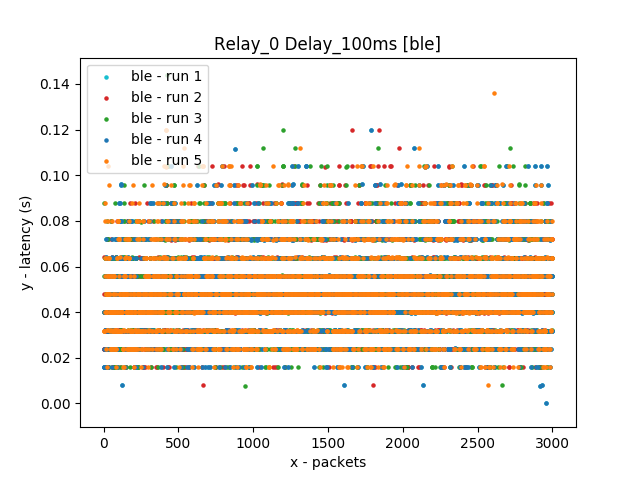 Relay_0 Delay_100ms [ble]
ble - run 1
ble - run 2
ble - run 3
ble - run 4
ble - run 5
y - latency (s)
0.14
0.12
0.10
0.08
0.06
0.04
0.02
0.00
0 500 1000 1500 2000 2500 3000
x - packets